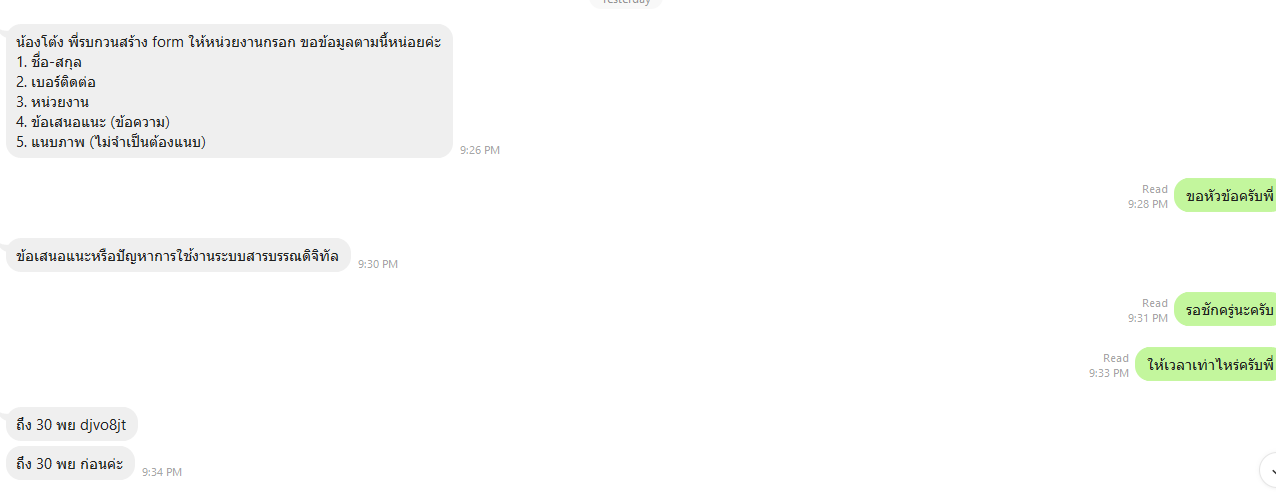 Yesterday
น้องโต้ง พี่รบกวนสร้าง form ให้หน่วยงานกรอก ขอข้อมูลตามนี้หน่อยค่ะ
1. ชื่อ-สกุล
2. เบอร์ติดต่อ
3. หน่วยงาน
4. ข้อเสนอแนะ (ข้อความ)
5. แนบภาพ (ไม่จำเป็นต้องแนบ)
9:26 PM
Read
9:28 PM
ขอหัวข้อครับพี่
ข้อเสนอแนะหรือปัญหาการใช้งานระบบสารบรรณดิจิทัล
9:30 PM
Read
9:31 PM
รอซักครู่นะครับ
Read
9:33 PM
ให้เวลาเท่าไหร่ครับพี่
ถึง 30 พย djvo8jt
ถึง 30 พย ก่อนค่ะ
9:34 PM